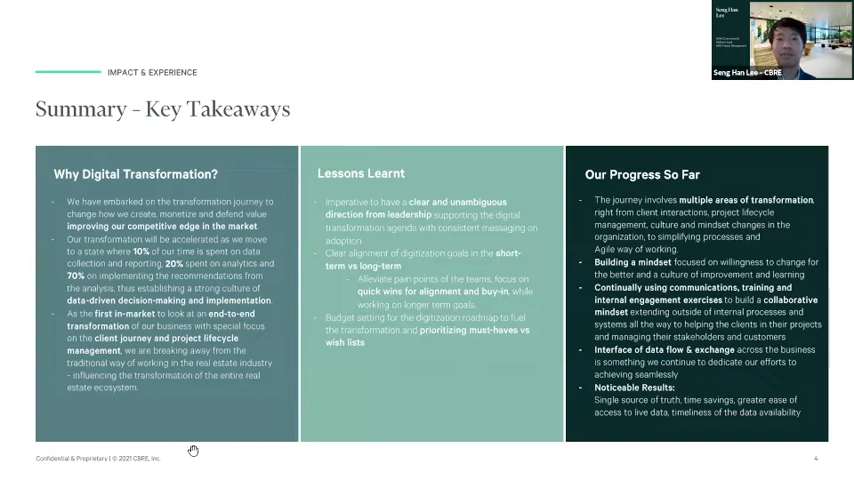 Seng Han
Lee
Seng Han Lee - CBRE
IMPACT & EXPERIENCE
Summary – Key Takeaways
Why Digital Transformation?
- We have embarked on the transformation journey to
change how we create, monetize and defend value
improving our competitive edge in the market.
- Our transformation will be accelerated as we move
to a state where 10% of our time is spent on data
collection and reporting, 20% spent on analytics and
70% on implementing the recommendations from
the analysis, thus establishing a strong culture of
data-driven decision-making and implementation.
- As the first in-market to look at an end-to-end
transformation of our business with special focus
on the client journey and project lifecycle
management, we are breaking away from the
traditional way of working in the real estate industry
- influencing the transformation of the entire real
estate ecosystem.
Lessons Learnt
- Imperative to have a clear and unambiguous
direction from leadership supporting the digital
transformation agenda with consistent messaging on
adoption
- Clear alignment of digitization goals in the short-
term vs long-term
- Alleviate pain points of the teams, focus on
quick wins for alignment and buy-in, while
working on longer term goals.
- Budget setting for the digitization roadmap to fuel
the transformation and prioritizing must-haves vs
wish lists
Our Progress So Far
- The journey involves multiple areas of transformation,
right from client interactions, project lifecycle
management, culture and mindset changes in the
organization, to simplifying processes and
Agile way of working.
- Building a mindset focused on willingness to change for
the better and a culture of improvement and learning
- Continually using communications, training and
internal engagement exercises to build a collaborative
mindset extending outside of internal processes and
systems all the way to helping the clients in their projects
and managing their stakeholders and customers
- Interface of data flow & exchange across the business
is something we continue to dedicate our efforts to
achieving seamlessly
- Noticeable Results:
Single source of truth, time savings, greater ease of
access to live data, timeliness of the data availability
Confidential & Proprietary | © 2021 CBRE, Inc.
4